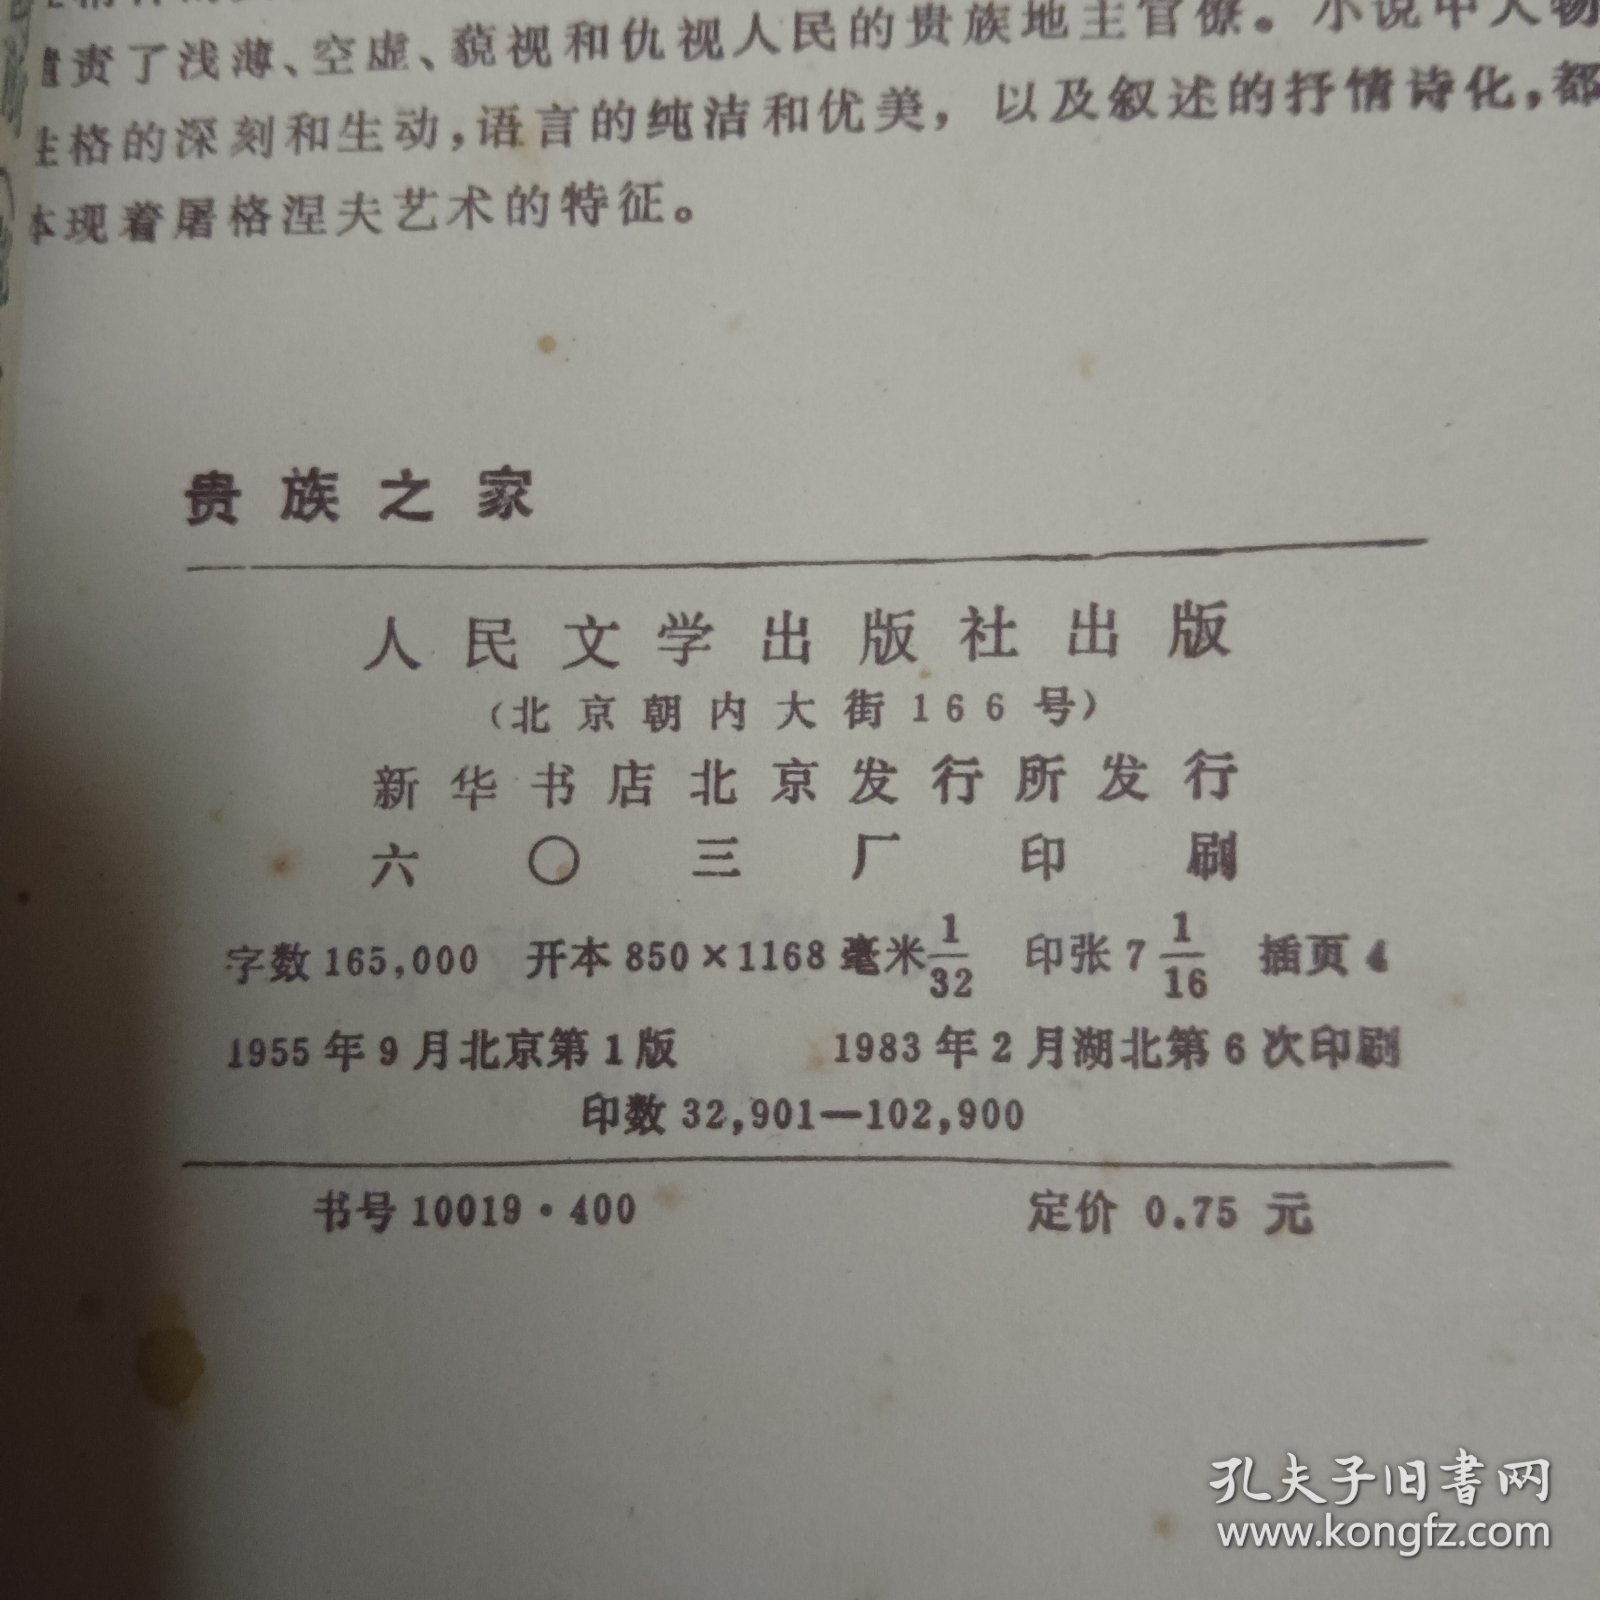 责了浅薄、空虚、藐视和仇视人民的贵族地主官僚。小说中人物
性格的深刻和生动，语言的纯洁和优美，以及叙述的抒情诗化，都
体现着屠格涅夫艺术的特征。
贵族之家
人民文学出版社出版
（北京朝内大街166号）
新华书店北京发行所发行
六〇三厂印刷
字数165,000 开本850×1168毫米1/32 印张7 1/16 插页4
1955年9月北京第1版 1983年2月湖北第6次印刷
印数32,901—102,900
书号10019·400 定价 0.75 元
孔夫子旧书网
www.kongfz.com